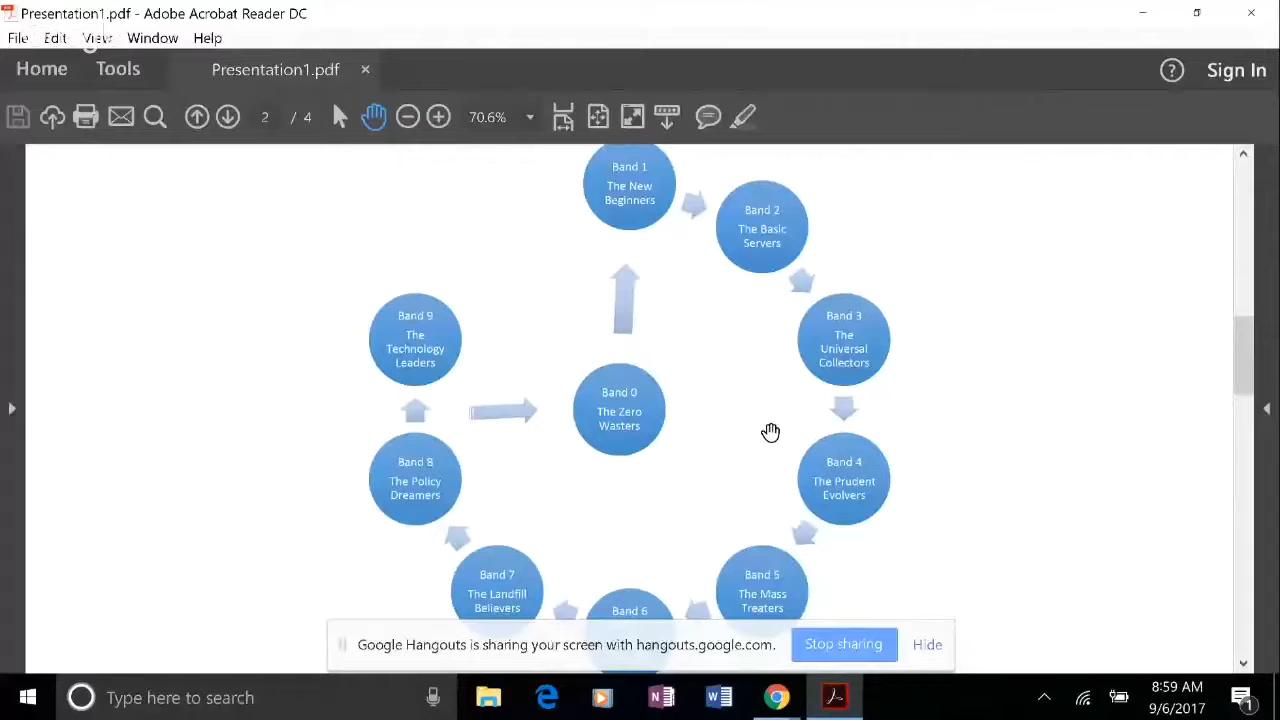 Presentation1.pdf - Adobe Acrobat Reader DC
File Edit View Window Help
Home Tools Presentation1.pdf × ? Sign In
2 / 4 70.6%
Band 1
The New
Beginners
Band 2
The Basic
Servers
Band 3
The
Universal
Collectors
Band 4
The Prudent
Evolvers
Band 5
The Mass
Treaters
Band 6
Band 7
The Landfill
Believers
Band 8
The Policy
Dreamers
Band 9
The
Technology
Leaders
Band 0
The Zero
Wasters
Google Hangouts is sharing your screen with hangouts.google.com. Stop sharing Hide
Type here to search
8:59 AM
9/6/2017
1